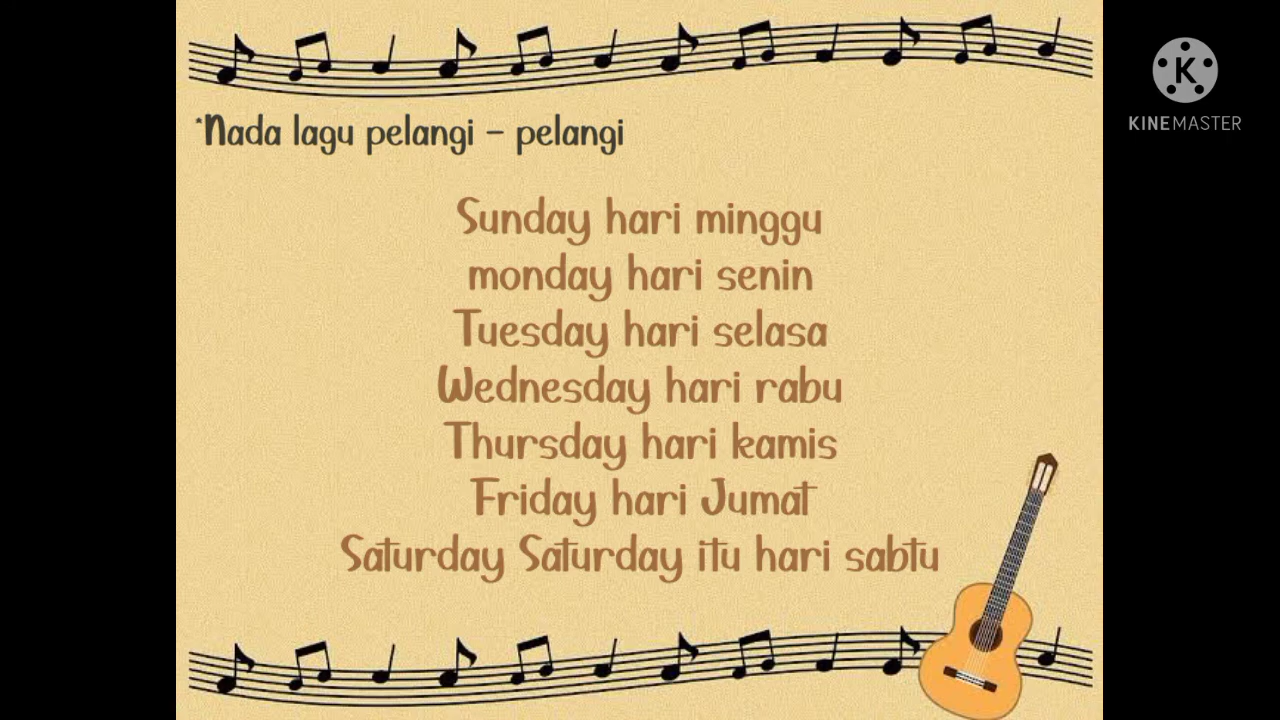 *Nada lagu pelangi - pelangi
Sunday hari minggu
monday hari senin
Tuesday hari selasa
Wednesday hari rabu
Thursday hari kamis
Friday hari Jumat
Saturday Saturday itu hari sabtu
K
KINEMASTER